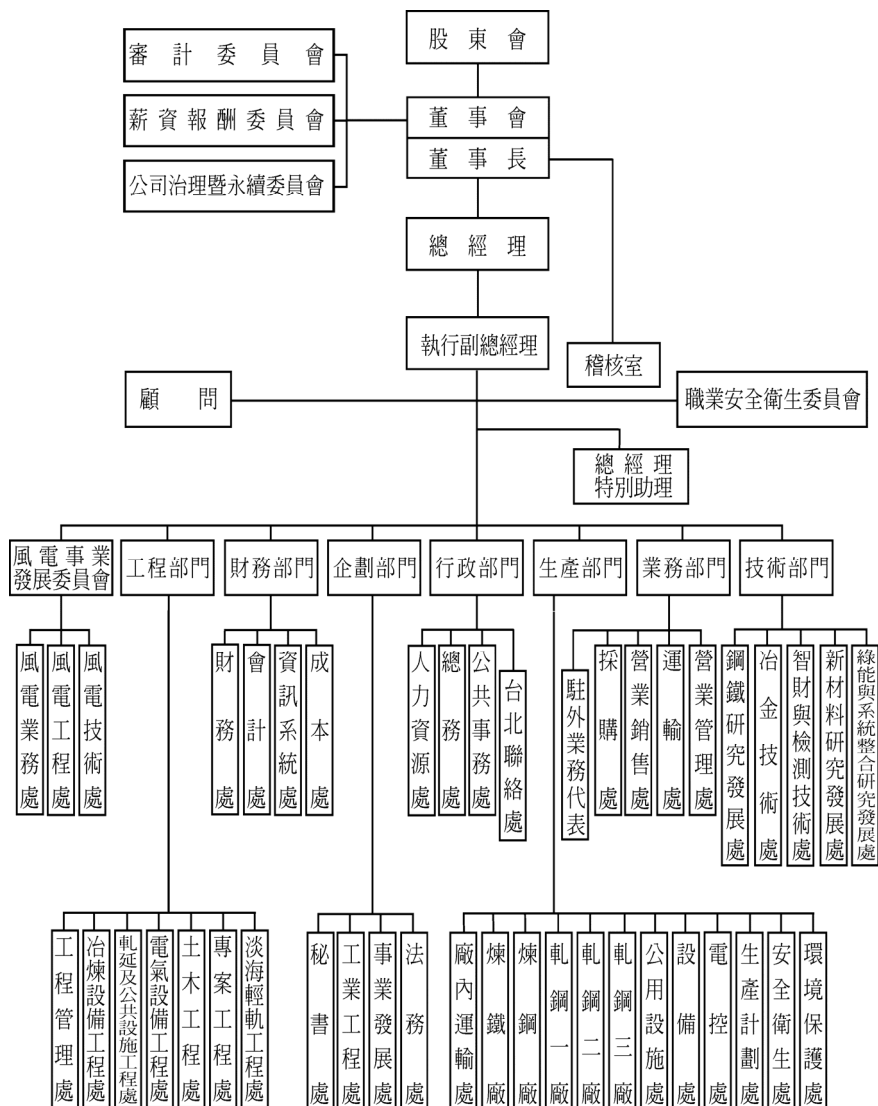 股東會
審計委員會
薪資報酬委員會
董事會
董事長
公司治理暨永續委員會
總經理
執行副總經理
稽核室
顧問
職業安全衛生委員會
總經理
特別助理
風電事業
發展委員會
工程部門
財務部門
企劃部門
行政部門
生產部門
業務部門
技術部門
風電業務處
風電工程處
風電技術處
財務處
會計處
資訊系統處
成本處
人力資源處
總務處
公共事務處
台北聯絡處
駐外業務代表
採購處
營業銷售處
運輸處
營業管理處
鋼鐵研究發展處
冶金技術處
智財與檢測技術處
新材料研究發展處
綠能與系統整合研究發展處
工程管理處
冶煉設備工程處
軋延及公共設施工程處
電氣設備工程處
土木工程處
專案工程處
淡海輕軌工程處
秘書處
工業工程處
事業發展處
法務處
廠內運輸處
煉鐵廠
煉鋼廠
軋鋼一廠
軋鋼二廠
軋鋼三廠
公用設施處
設備處
電控處
生產計劃處
安全衛生處
環境保護處